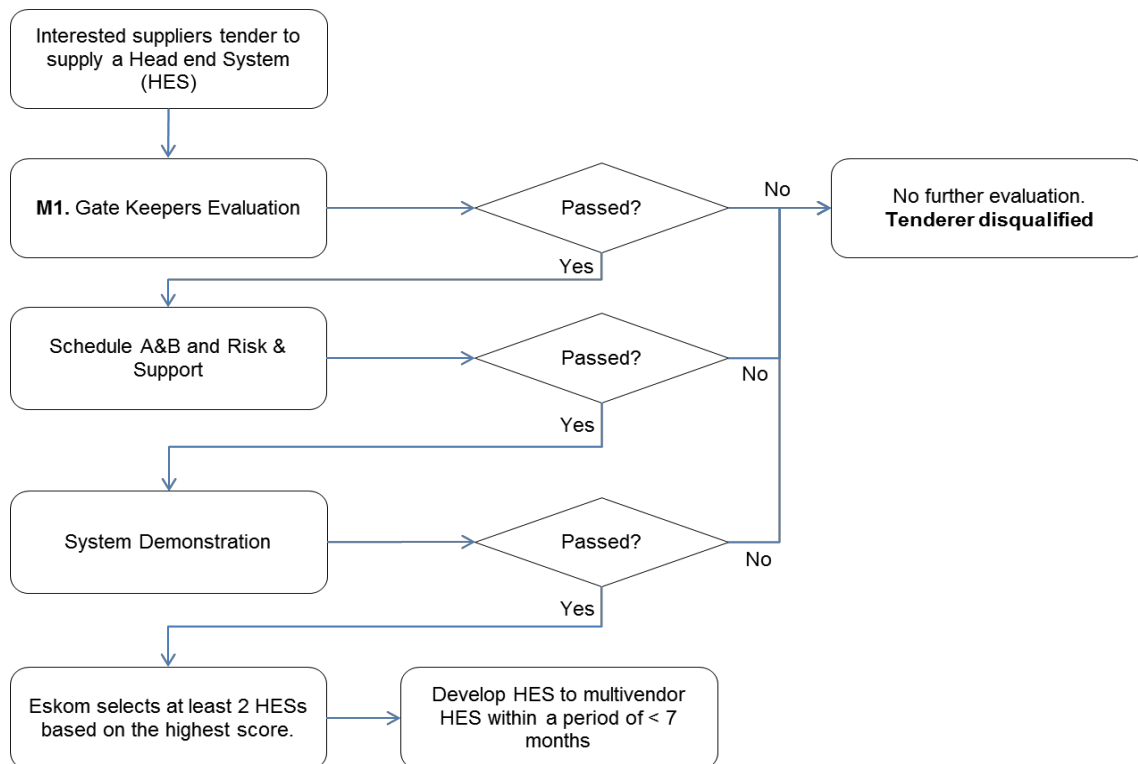 Interested suppliers tender to
supply a Head end System
(HES)
M1. Gate Keepers Evaluation
Passed?
No
No further evaluation.
Tenderer disqualified
Yes
Schedule A&B and Risk &
Support
Passed?
No
Yes
System Demonstration
Passed?
No
Yes
Eskom selects at least 2 HESs
based on the highest score.
Develop HES to multivendor
HES within a period of < 7
months